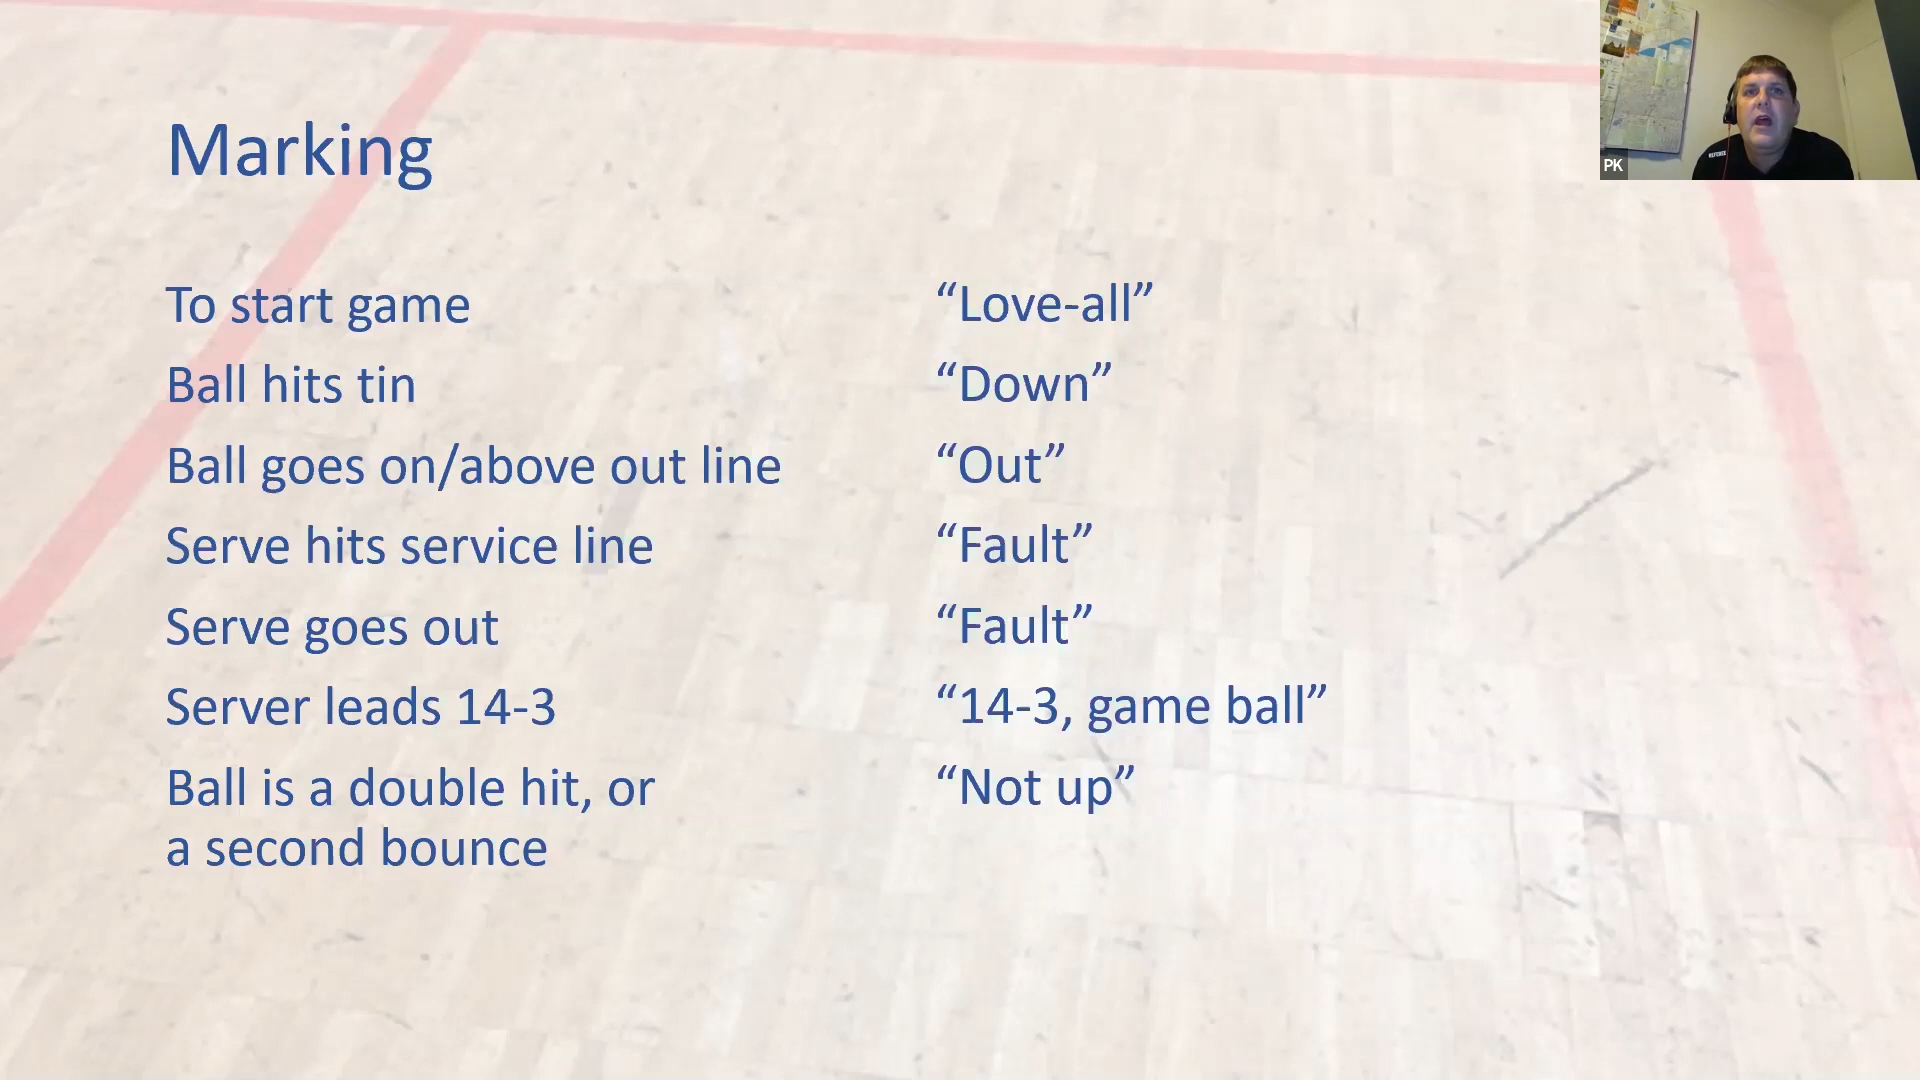 Marking
To start game “Love-all”
Ball hits tin “Down”
Ball goes on/above out line “Out”
Serve hits service line “Fault”
Serve goes out “Fault”
Server leads 14-3 “14-3, game ball”
Ball is a double hit, or “Not up”
a second bounce
PK
REFEREE